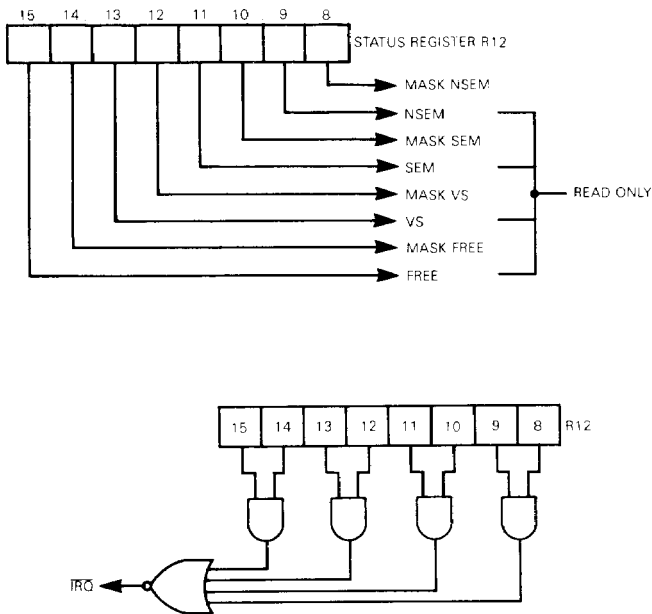 15 14 13 12 11 10 9 8
STATUS REGISTER R12
MASK NSEM
NSEM
MASK SEM
SEM
MASK VS
READ ONLY
VS
MASK FREE
FREE
15 14 13 12 11 10 9 8 R12
IRQ